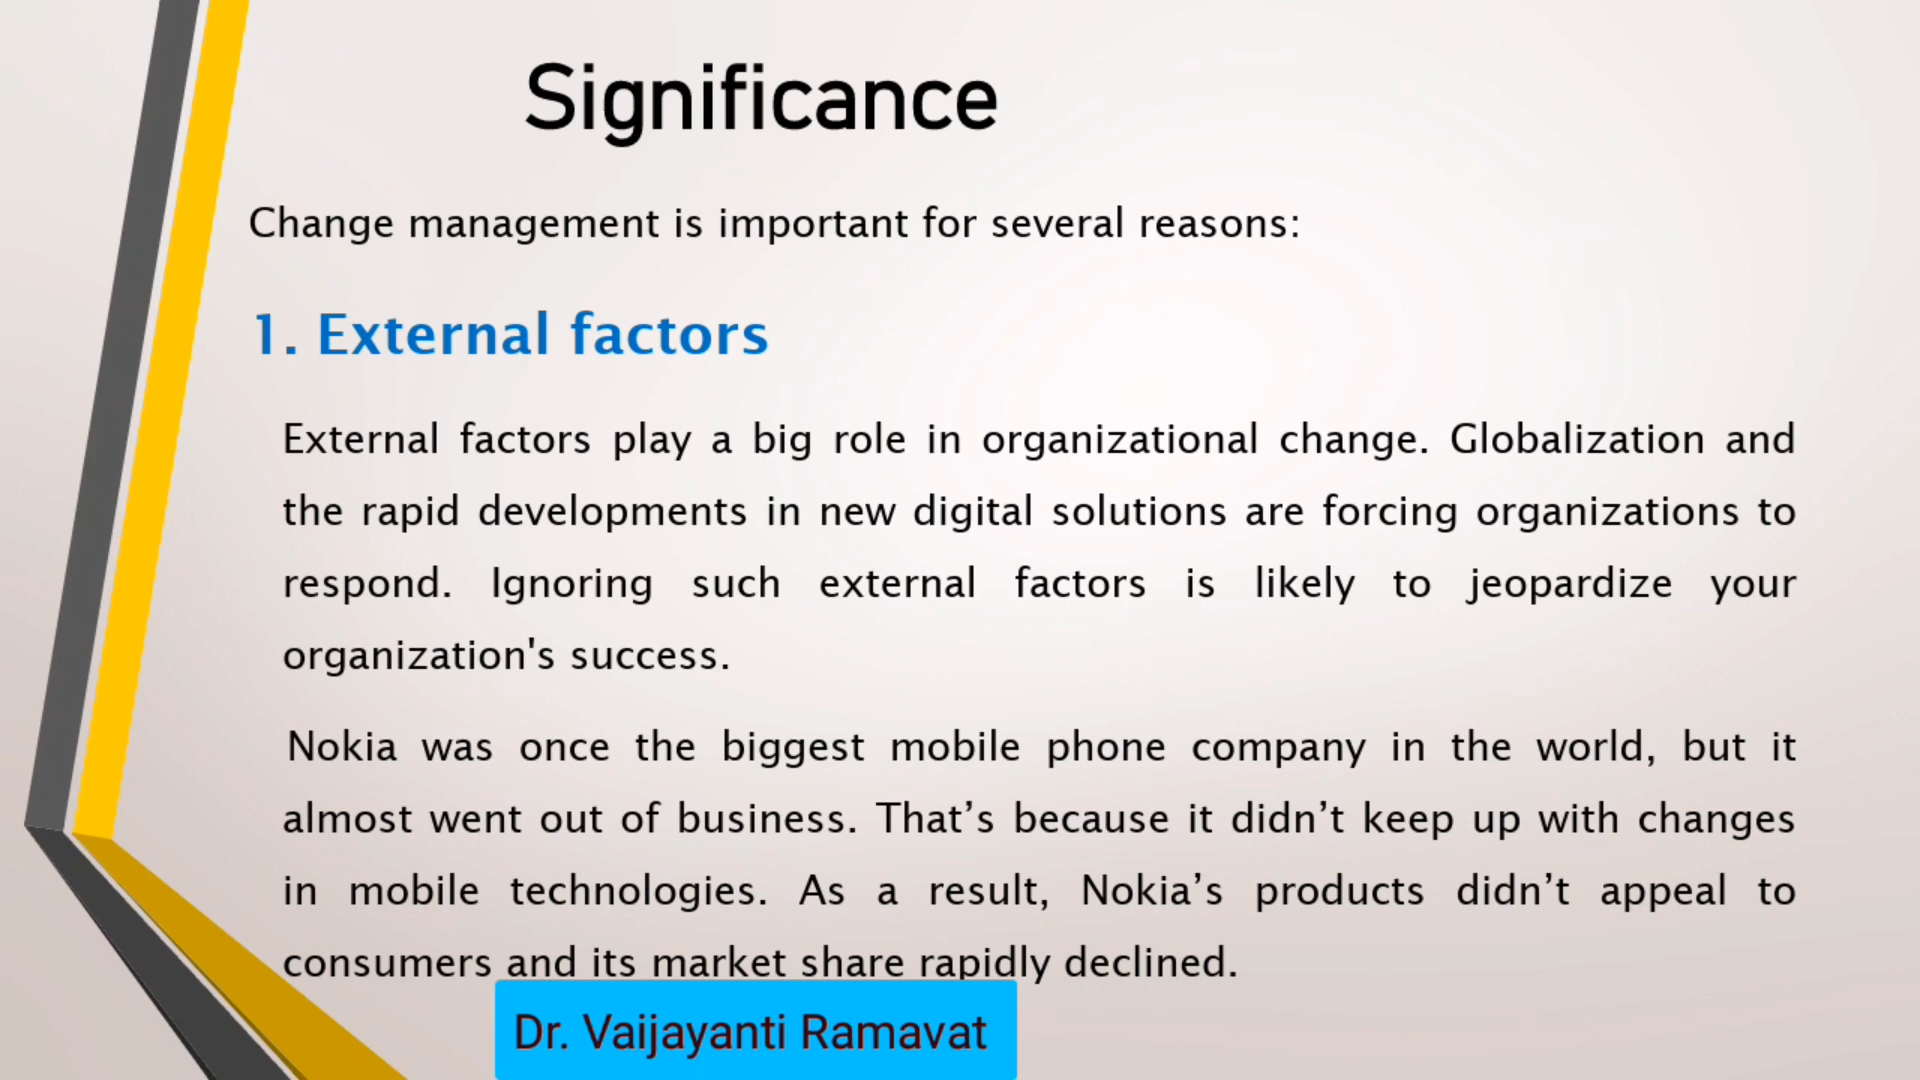 Significance
Change management is important for several reasons:
1. External factors
External factors play a big role in organizational change. Globalization and
the rapid developments in new digital solutions are forcing organizations to
respond. Ignoring such external factors is likely to jeopardize your
organization's success.
Nokia was once the biggest mobile phone company in the world, but it
almost went out of business. That’s because it didn’t keep up with changes
in mobile technologies. As a result, Nokia’s products didn’t appeal to
consumers and its market share rapidly declined.
Dr. Vaijayanti Ramavat